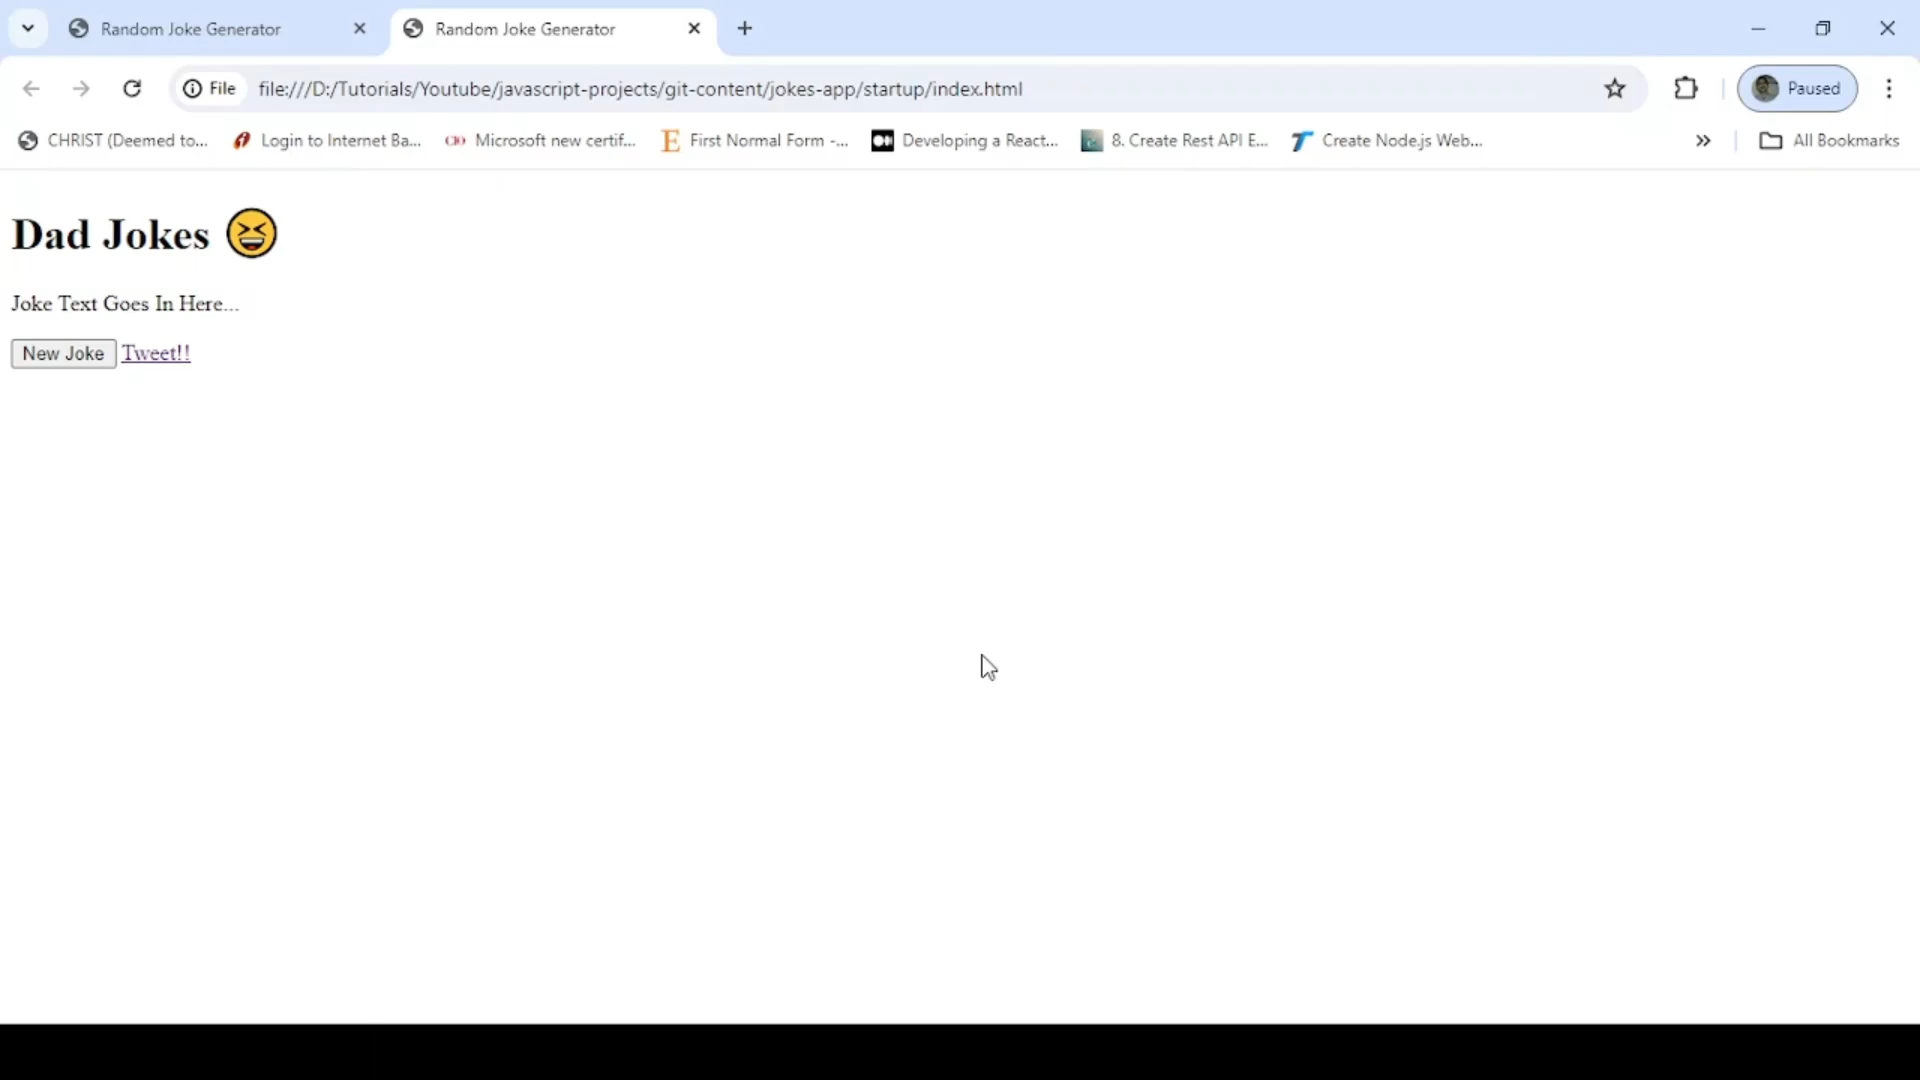 Random Joke Generator
Random Joke Generator
File
file:///D:/Tutorials/Youtube/javascript-projects/git-content/jokes-app/startup/index.html
Paused
CHRIST (Deemed to...
Login to Internet Ba...
Microsoft new certif...
First Normal Form -...
Developing a React...
8. Create Rest API E...
Create Node.js Web...
All Bookmarks
Dad Jokes 😆
Joke Text Goes In Here...
New Joke Tweet!!